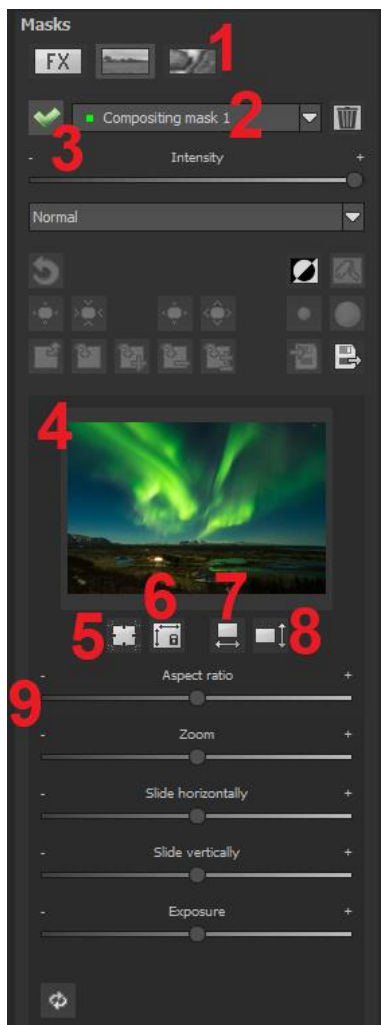 Masks
1
FX
2
Compositing mask 1
3
- Intensity +
Normal
4
5 6 7 8
9
- Aspect ratio +
- Zoom +
- Slide horizontally +
- Slide vertically +
- Exposure +